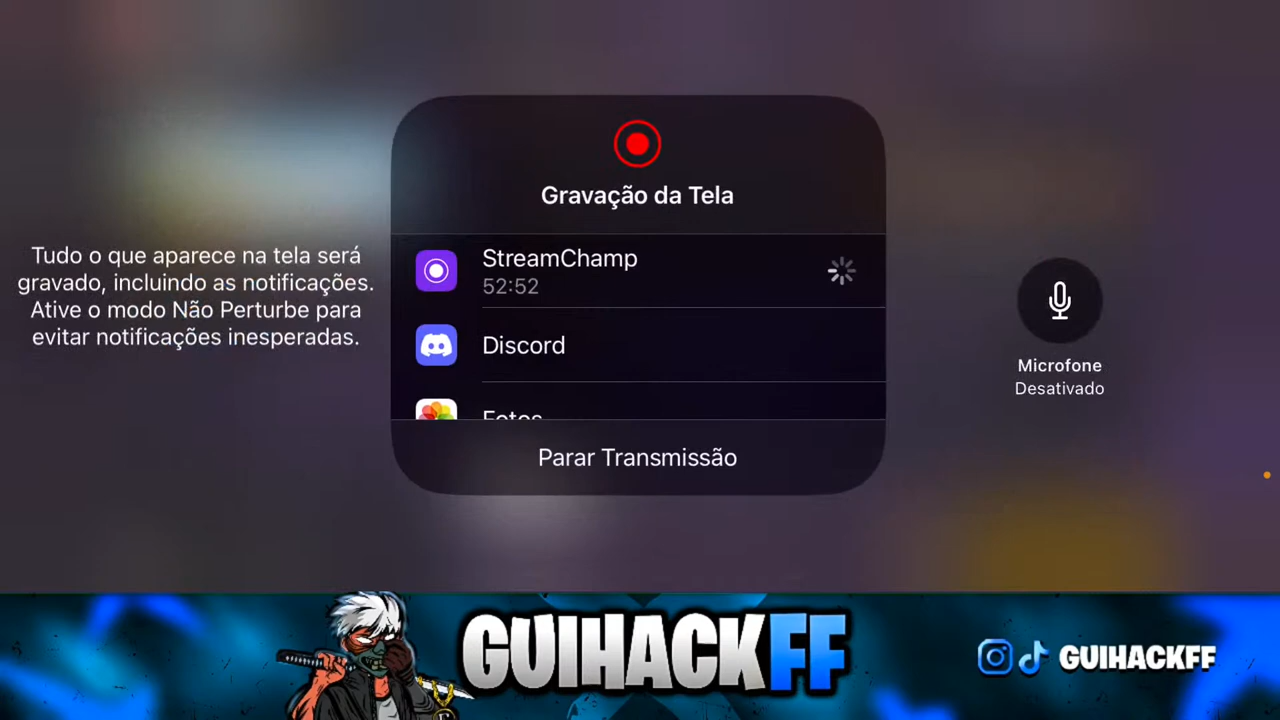 Gravação da Tela
Tudo o que aparece na tela será
gravado, incluindo as notificações.
Ative o modo Não Perturbe para
evitar notificações inesperadas.
StreamChamp
52:52
Discord
Fotos
Parar Transmissão
Microfone
Desativado
GUIHACKFF
GUIHACKFF